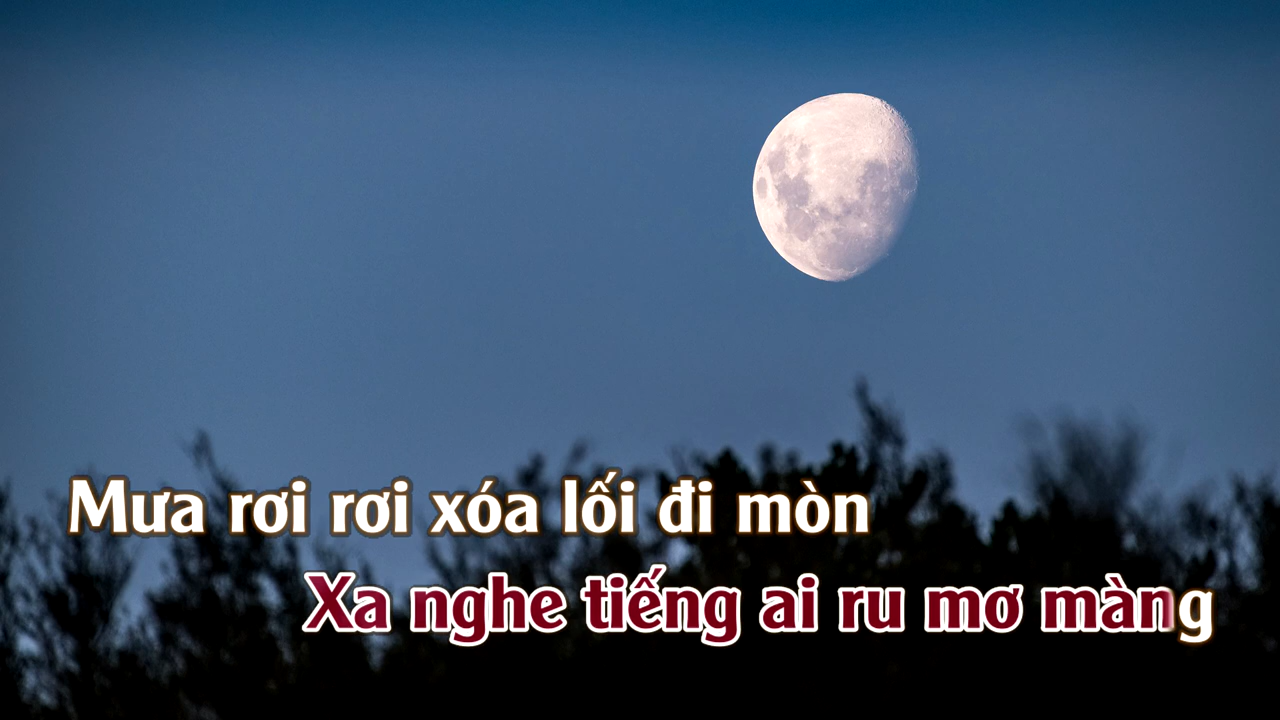 Mưa rơi rơi xóa lối đi mòn
Xa nghe tiếng ai ru mơ màng